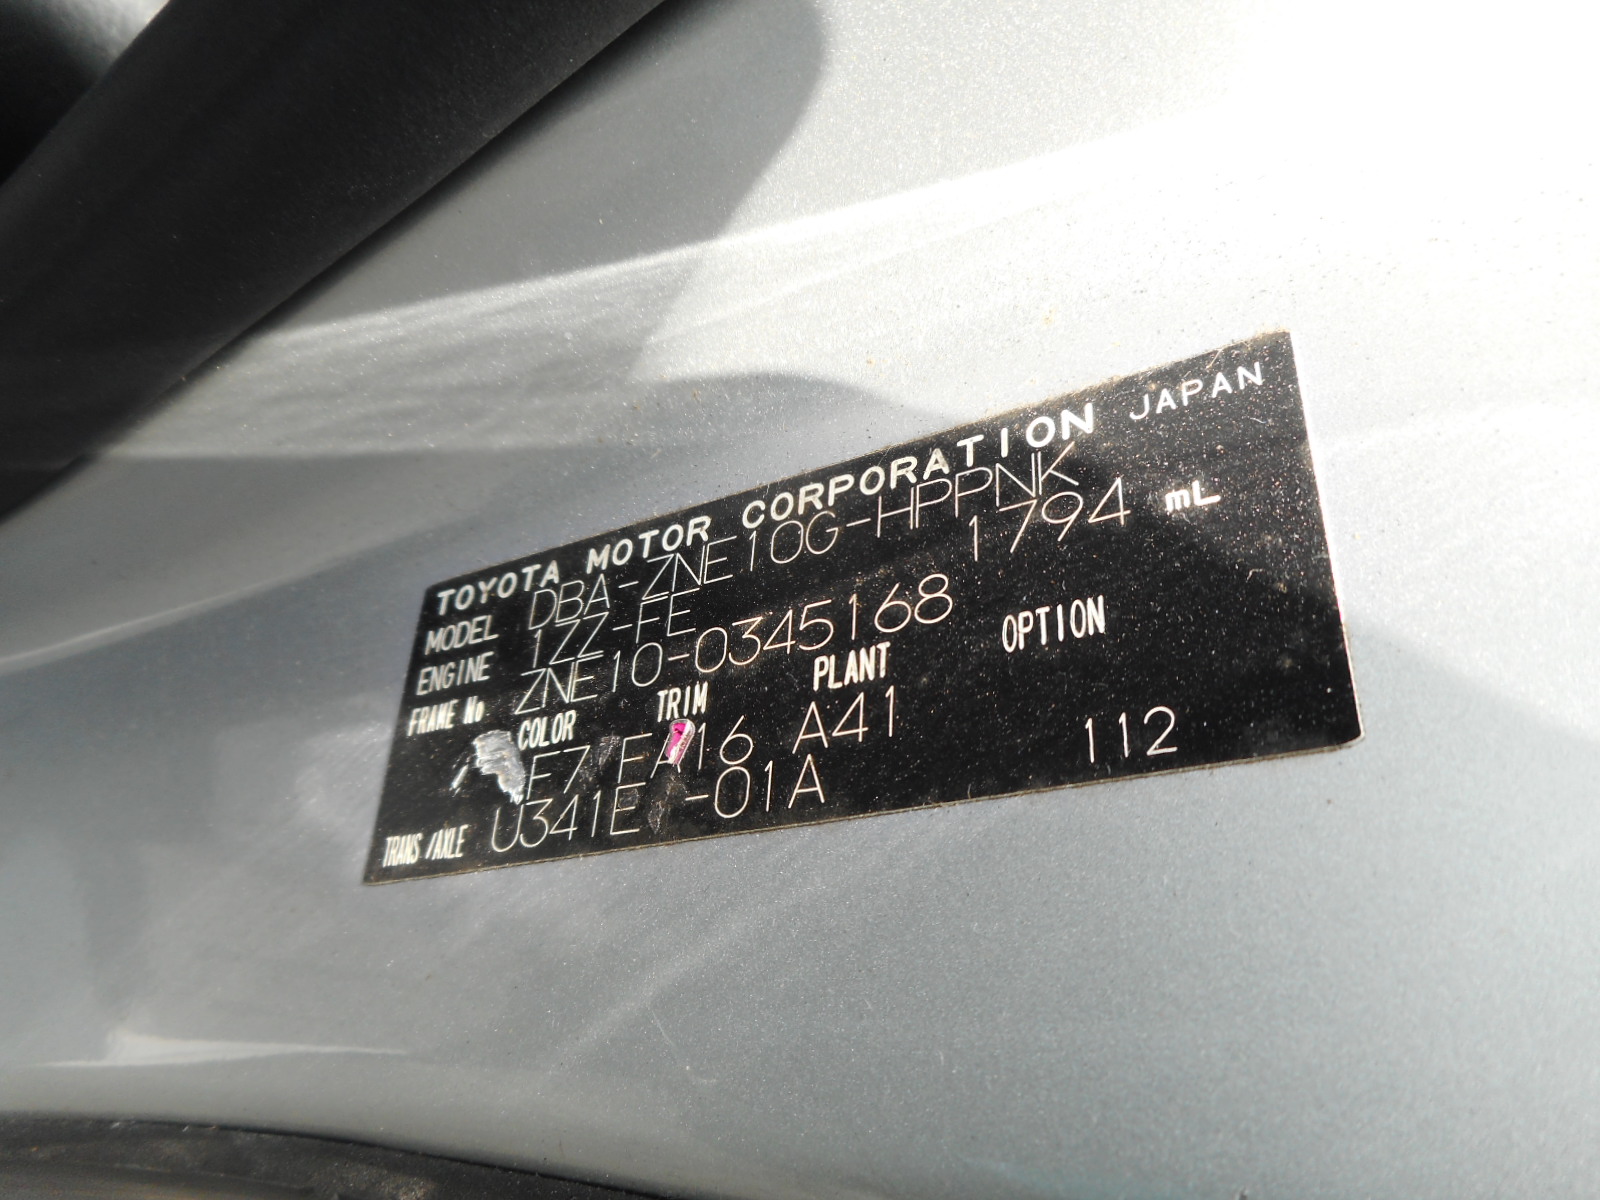 TOYOTA MOTOR CORPORATION JAPAN
MODEL DBA-ZNE10G-HPPNK
ENGINE 1ZZ-FE 1794 mL
FRAME No ZNE10-0345168
COLOR TRIM PLANT OPTION
A41 112
TRANS/AXLE U341E -01A